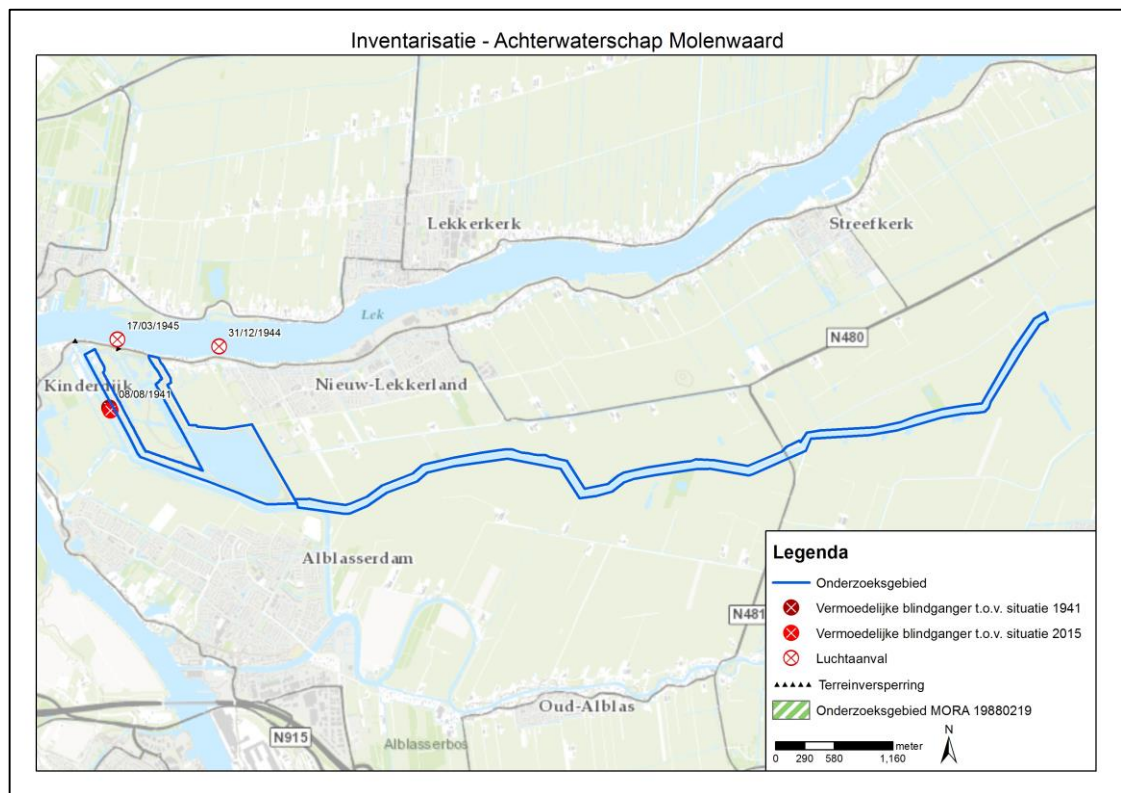 Inventarisatie - Achterwaterschap Molenwaard
Lekkerkerk
Streefkerk
17/03/1945
31/12/1944
Lek
N480
Kinderdijk
Nieuw-Lekkerland
08/08/1941
Alblasserdam
N481
Oud-Alblas
N915
Alblasserbos
Legenda
Onderzoeksgebied
Vermoedelijke blindganger t.o.v. situatie 1941
Vermoedelijke blindganger t.o.v. situatie 2015
Luchtaanval
Terreinversperring
Onderzoeksgebied MORA 19880219
N
meter
0 290 580 1,160